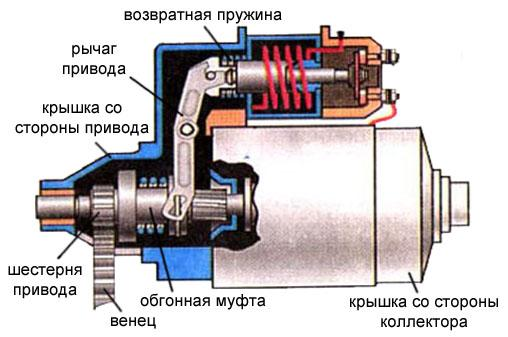 возвратная пружина
рычаг
привода
крышка со
стороны привода
шестерня
привода
обгонная муфта
венец
крышка со стороны
коллектора